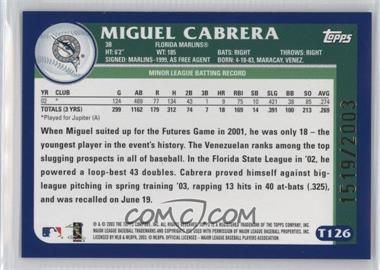 MIGUEL CABRERA
Topps
3B FLORIDA MARLINS®
HT: 6'2" WT: 185 BATS: RIGHT THROWS: RIGHT
SIGNED: MARLINS-1999, AS FREE AGENT BORN: 4-18-83, MARACAY, VENEZ.
MINOR LEAGUE BATTING RECORD
YR CLUB G AB R H 2B 3B HR RBI SB SLG BB SO AVG
02 * 124 489 77 134 43 1 9 75 10 .421 38 85 .274
TOTALS (3 YRS) 299 1162 179 312 74 7 18 169 14 .391 100 213 .269
*Played for Jupiter (A)
When Miguel suited up for the Futures Game in 2001, he was only 18 – the
youngest player in the event's history. The Venezuelan ranks among the top
slugging prospects in all of baseball. In the Florida State League in '02, he
powered a loop-best 43 doubles. Cabrera proved himself against big-
league pitching in spring training '03, rapping 13 hits in 40 at-bats (.325),
and was recalled on June 19.
1519/2003
COMC
T126